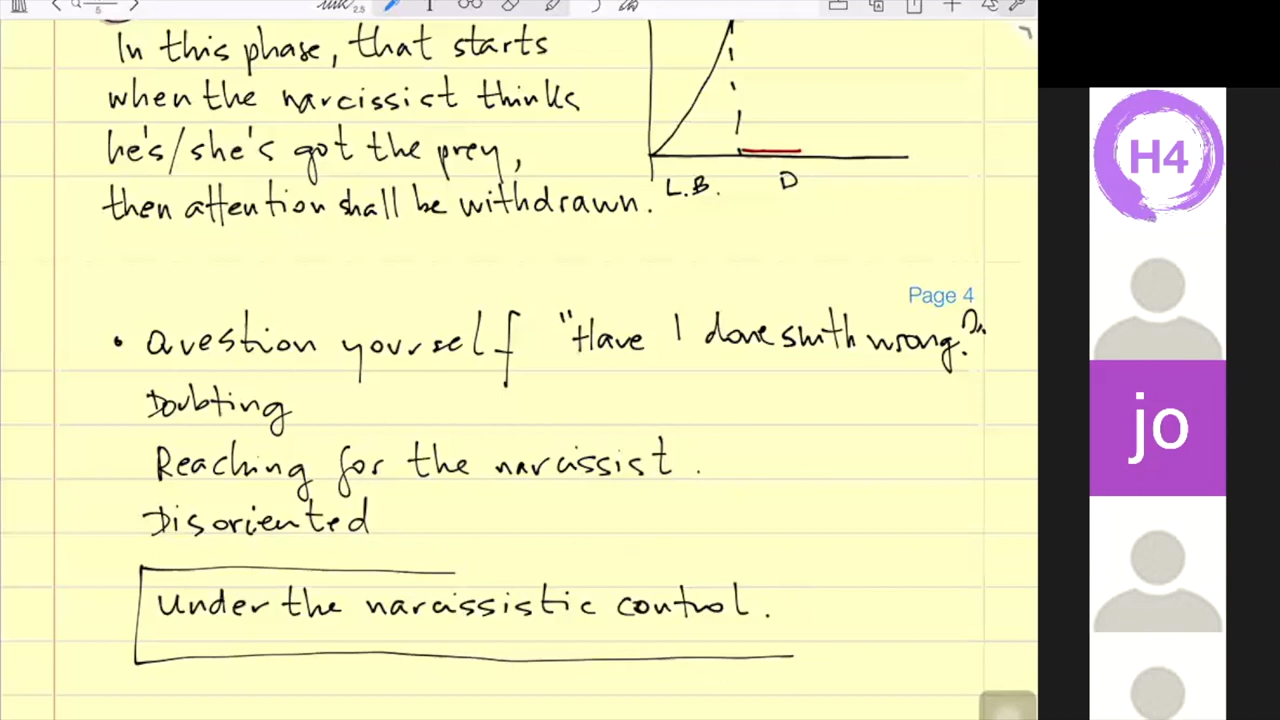 In this phase, that starts
when the narcissist thinks
he's/she's got the prey,
then attention shall be withdrawn.
L.B. D
Page 4
• Question yourself "Have I done smth wrong?"
Doubting
Reaching for the narcissist.
Disoriented
Under the narcissistic control.
H4
jo